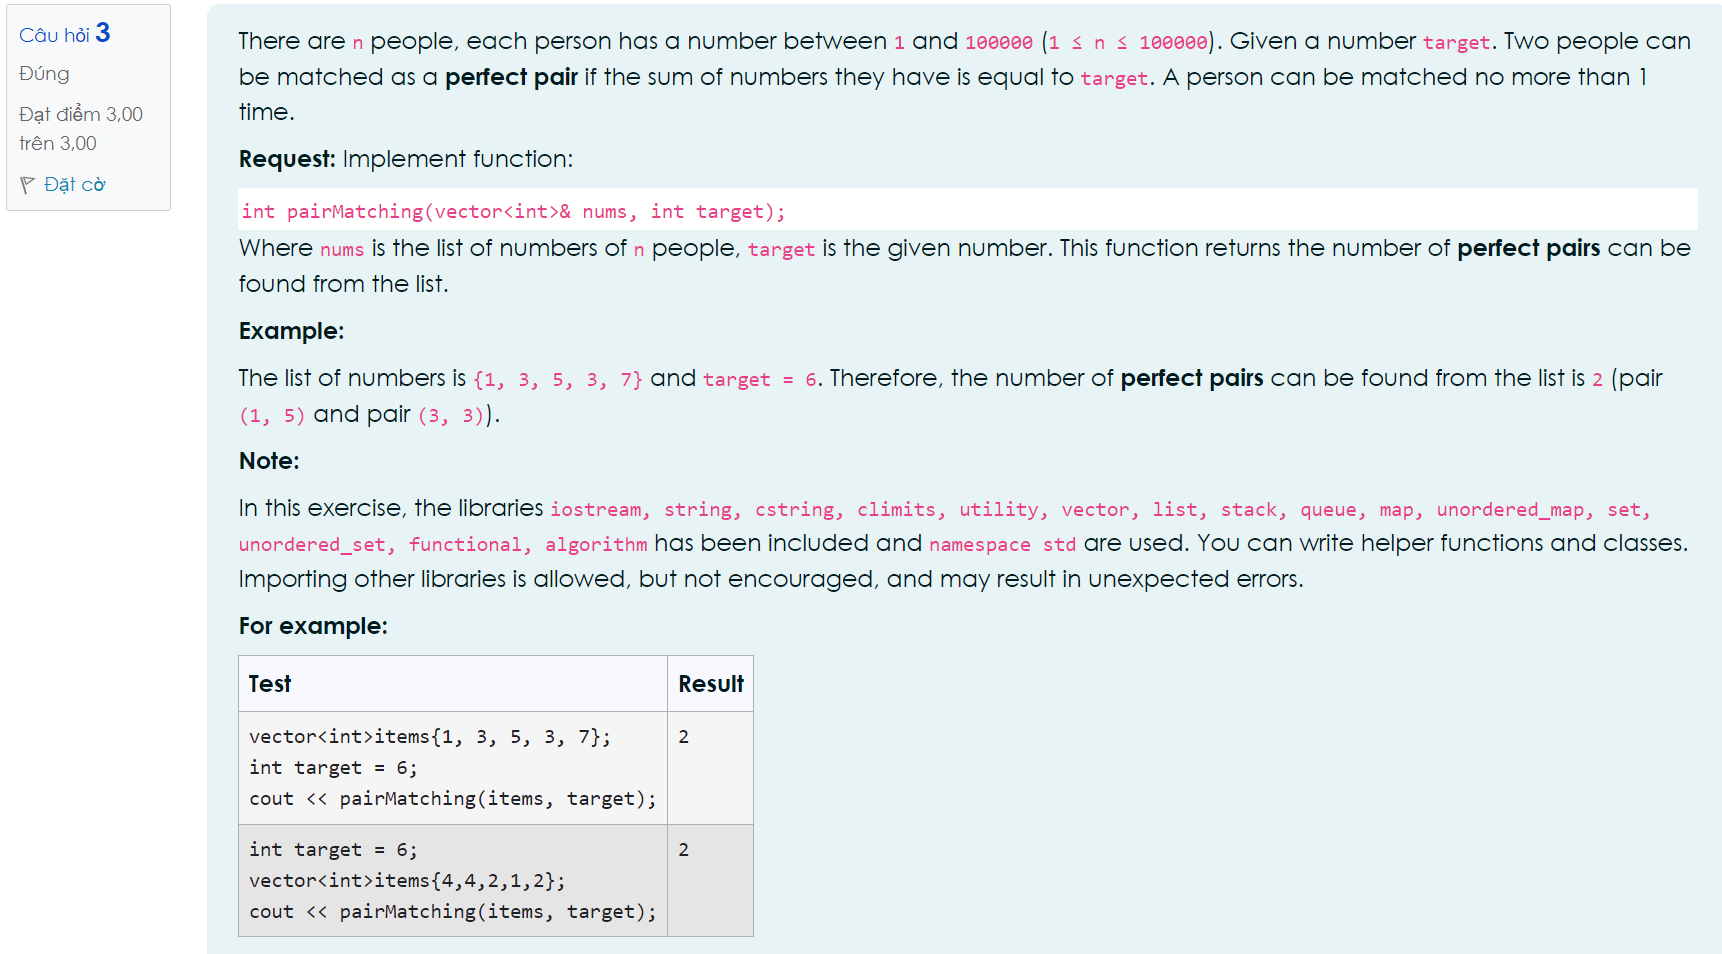 Câu hỏi 3
Đúng
Đạt điểm 3,00
trên 3,00
Đặt cờ
There are n people, each person has a number between 1 and 100000 (1 ≤ n ≤ 100000). Given a number target. Two people can
be matched as a perfect pair if the sum of numbers they have is equal to target. A person can be matched no more than 1
time.
Request: Implement function:
int pairMatching(vector<int>& nums, int target);
Where nums is the list of numbers of n people, target is the given number. This function returns the number of perfect pairs can be
found from the list.
Example:
The list of numbers is {1, 3, 5, 3, 7} and target = 6. Therefore, the number of perfect pairs can be found from the list is 2 (pair
(1, 5) and pair (3, 3)).
Note:
In this exercise, the libraries iostream, string, cstring, climits, utility, vector, list, stack, queue, map, unordered_map, set,
unordered_set, functional, algorithm has been included and namespace std are used. You can write helper functions and classes.
Importing other libraries is allowed, but not encouraged, and may result in unexpected errors.
For example:
Test Result
vector<int>items{1, 3, 5, 3, 7}; 2
int target = 6;
cout << pairMatching(items, target);
int target = 6; 2
vector<int>items{4,4,2,1,2};
cout << pairMatching(items, target);